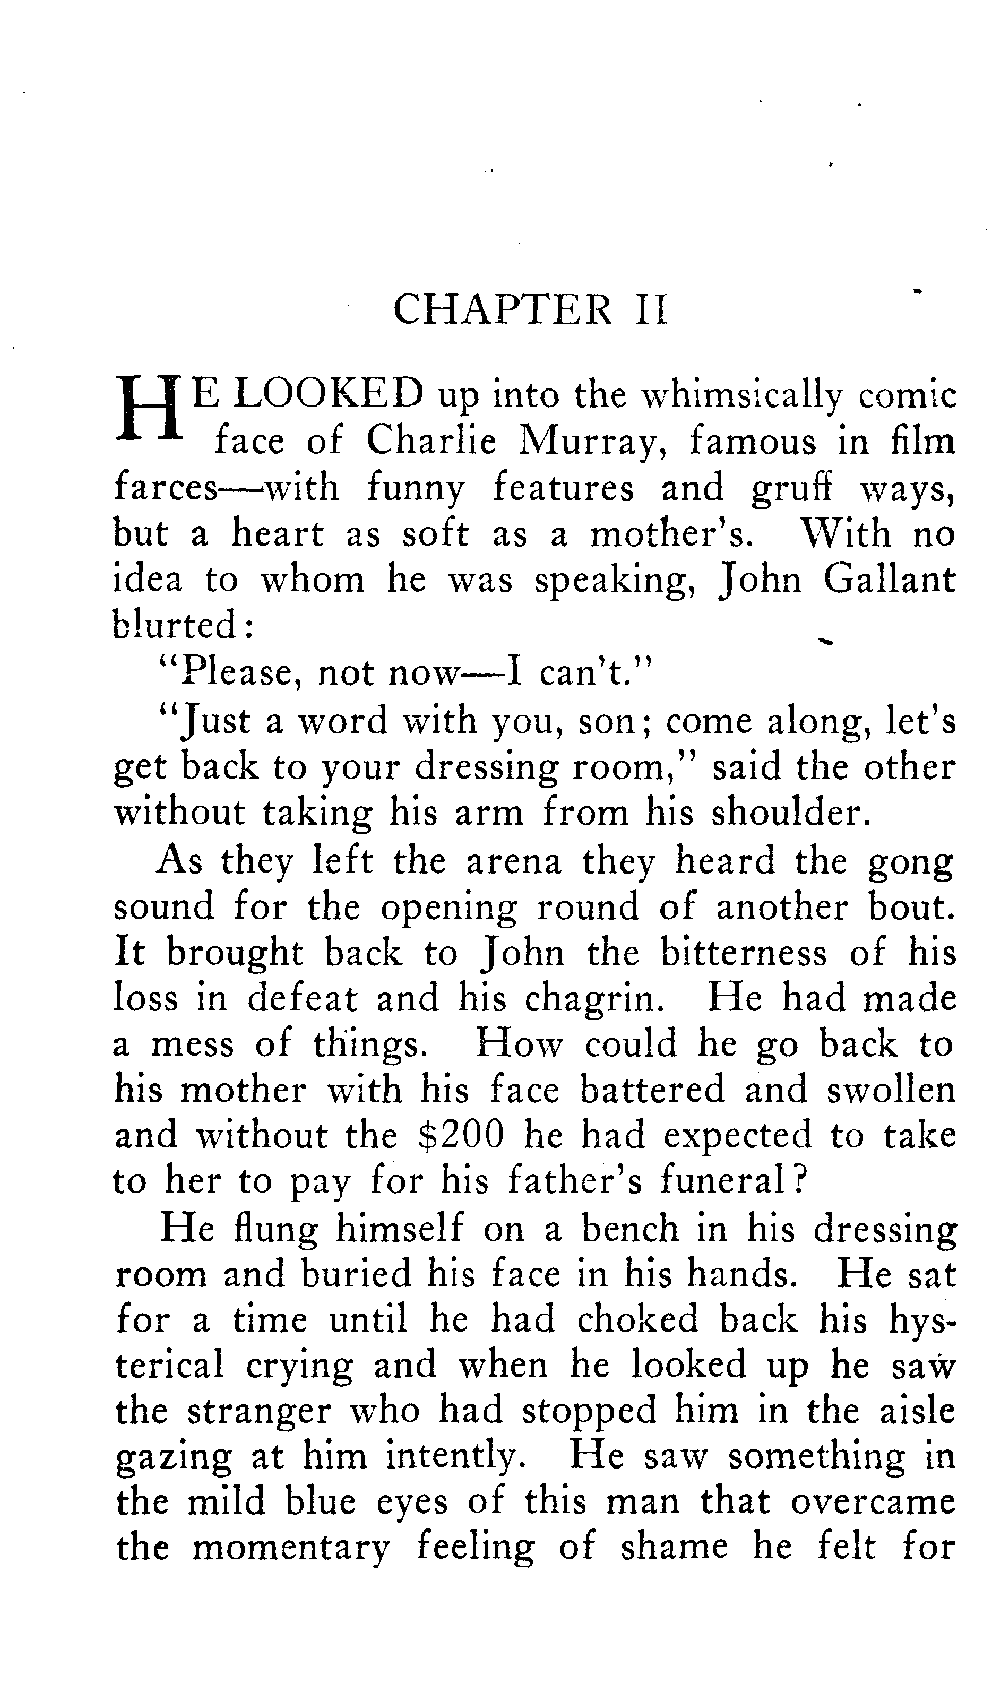 CHAPTER II
HE LOOKED up into the whimsically comic
face of Charlie Murray, famous in film
farces—with funny features and gruff ways,
but a heart as soft as a mother's. With no
idea to whom he was speaking, John Gallant
blurted:
"Please, not now—I can't."
"Just a word with you, son; come along, let's
get back to your dressing room," said the other
without taking his arm from his shoulder.
As they left the arena they heard the gong
sound for the opening round of another bout.
It brought back to John the bitterness of his
loss in defeat and his chagrin. He had made
a mess of things. How could he go back to
his mother with his face battered and swollen
and without the $200 he had expected to take
to her to pay for his father's funeral?
He flung himself on a bench in his dressing
room and buried his face in his hands. He sat
for a time until he had choked back his hys-
terical crying and when he looked up he saw
the stranger who had stopped him in the aisle
gazing at him intently. He saw something in
the mild blue eyes of this man that overcame
the momentary feeling of shame he felt for